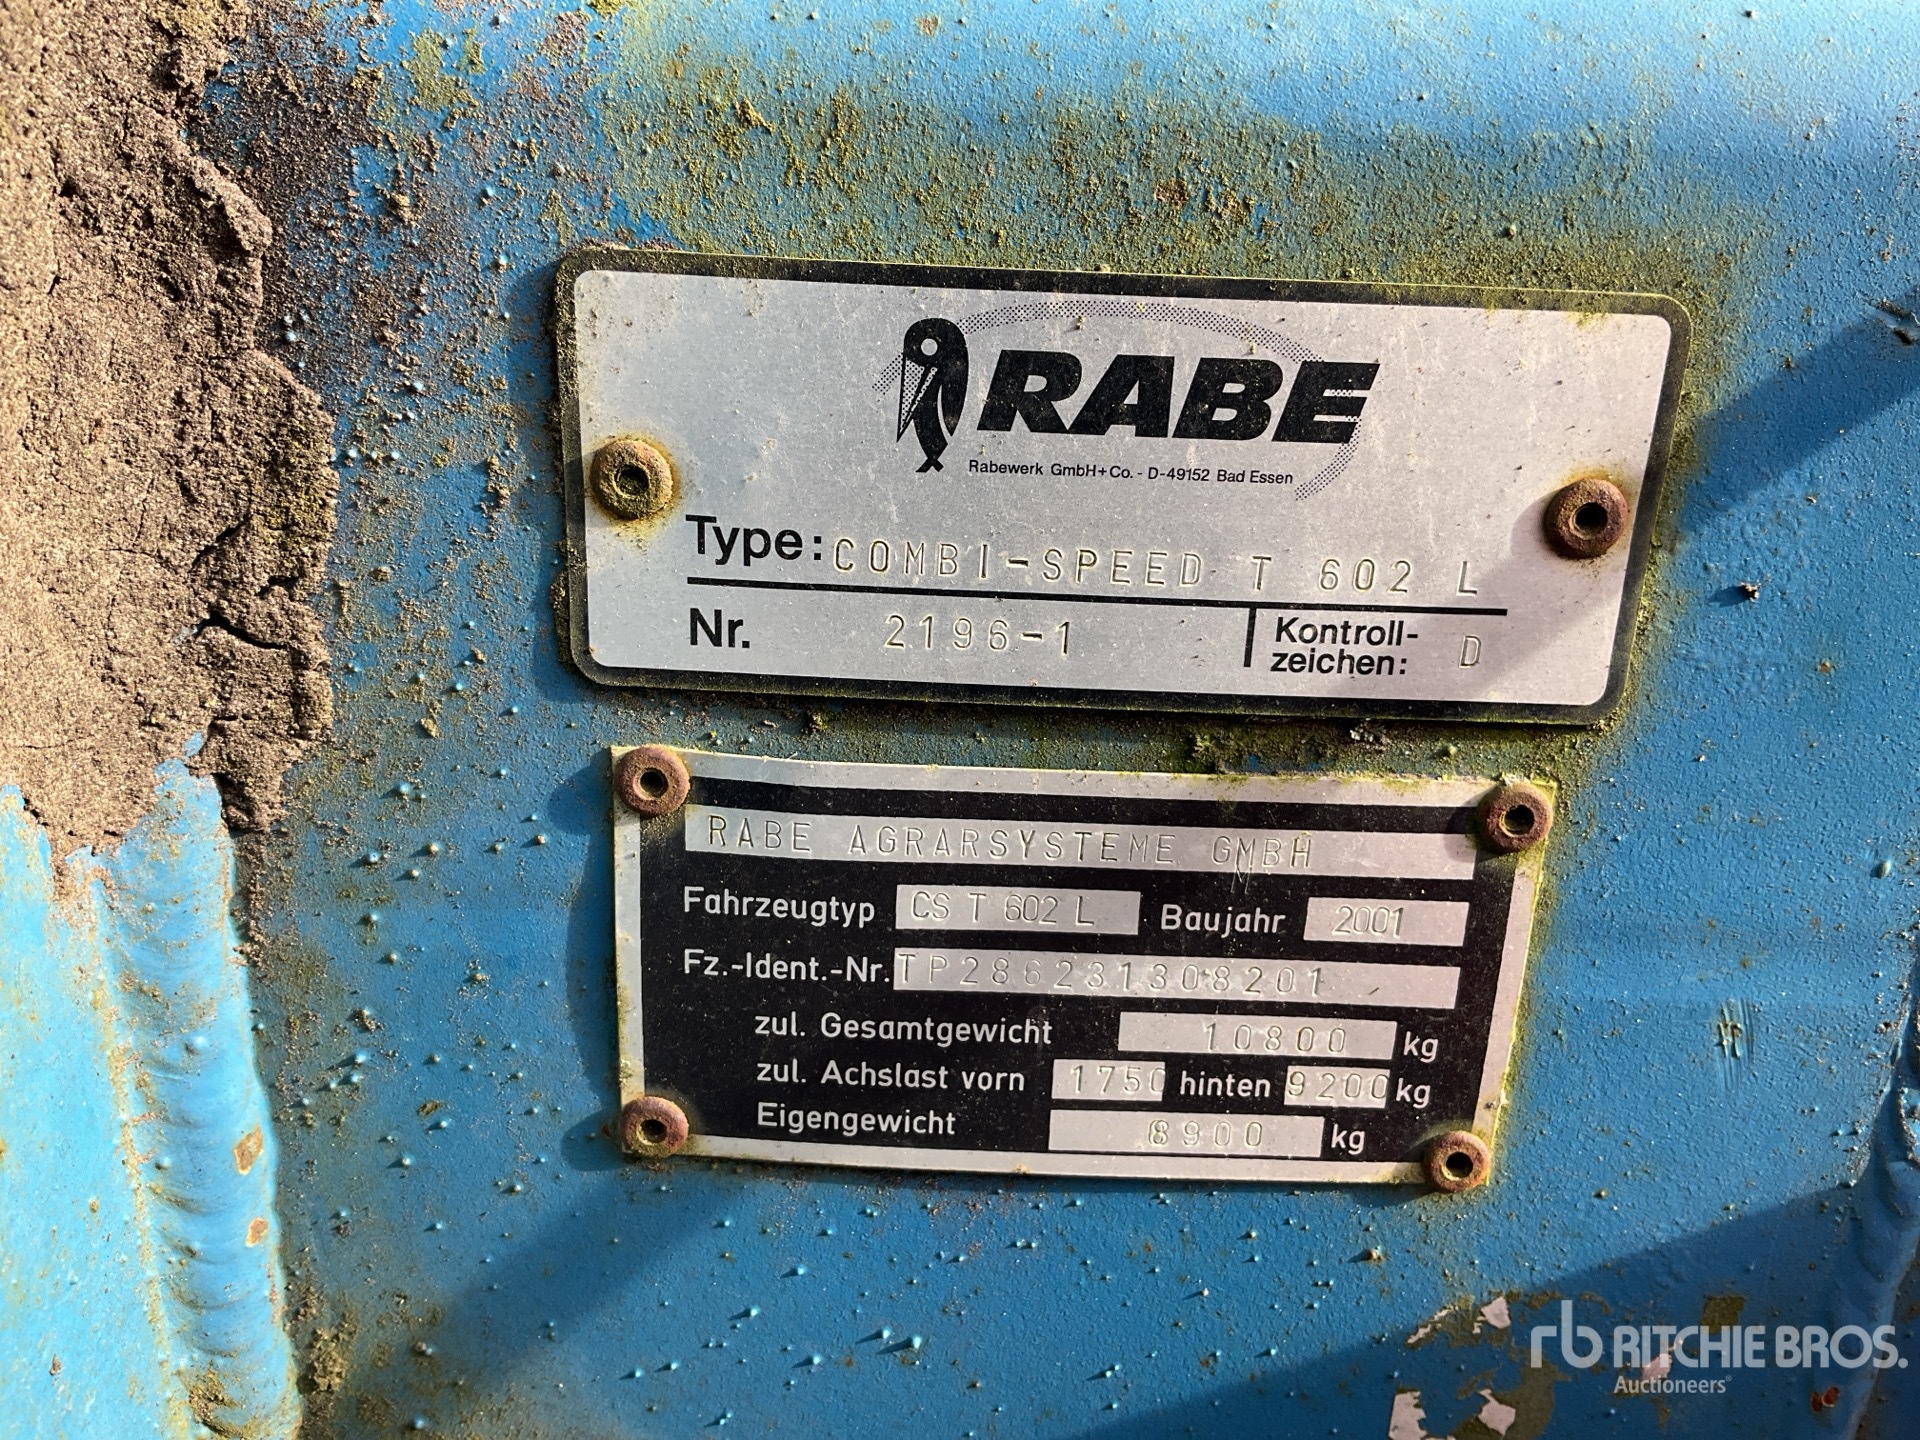 RABE
Rabewerk GmbH+Co. - D-49152 Bad Essen
Type: COMBI-SPEED T 602 L
Nr. 2196-1 Kontroll-
zeichen: D
RABE AGRARSYSTEME GMBH
M
Fahrzeugtyp CS T 602 L Baujahr 2001
Fz.-Ident.-Nr. TP286231308201
zul. Gesamtgewicht 10800 kg
zul. Achslast vorn 1750 hinten 9200 kg
Eigengewicht 8900 kg
rb RITCHIE BROS.
Auctioneers